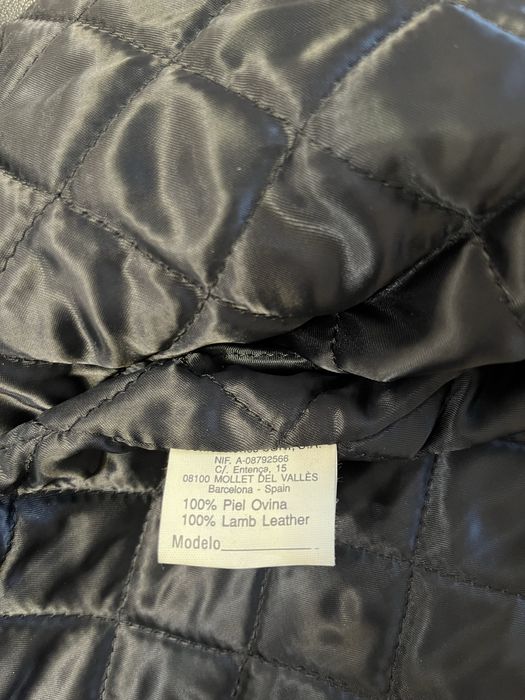 NIF. A-08792566
C/. Entença, 15
08100 MOLLET DEL VALLÈS
Barcelona - Spain
100% Piel Ovina
100% Lamb Leather
Modelo